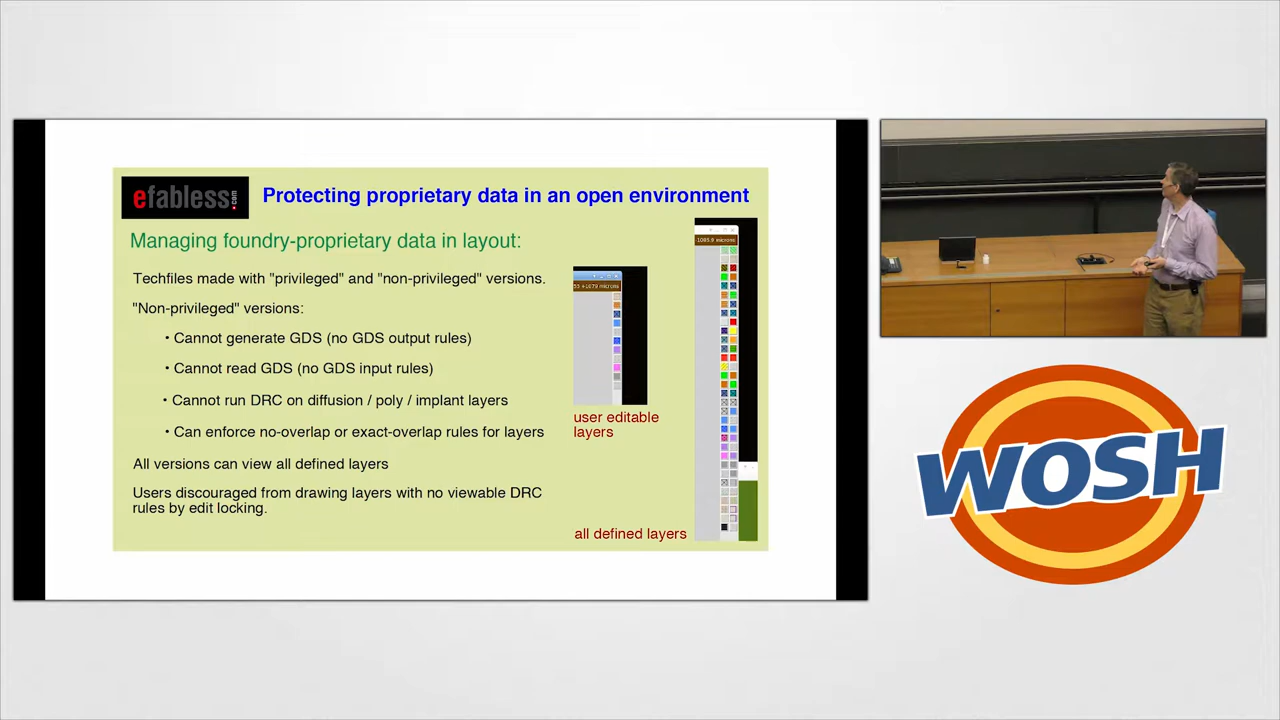 efabless.com
Protecting proprietary data in an open environment
Managing foundry-proprietary data in layout:
Techfiles made with "privileged" and "non-privileged" versions.
"Non-privileged" versions:
• Cannot generate GDS (no GDS output rules)
• Cannot read GDS (no GDS input rules)
• Cannot run DRC on diffusion / poly / implant layers
• Can enforce no-overlap or exact-overlap rules for layers
All versions can view all defined layers
Users discouraged from drawing layers with no viewable DRC
rules by edit locking.
microns
user editable
layers
microns
all defined layers
WOSH